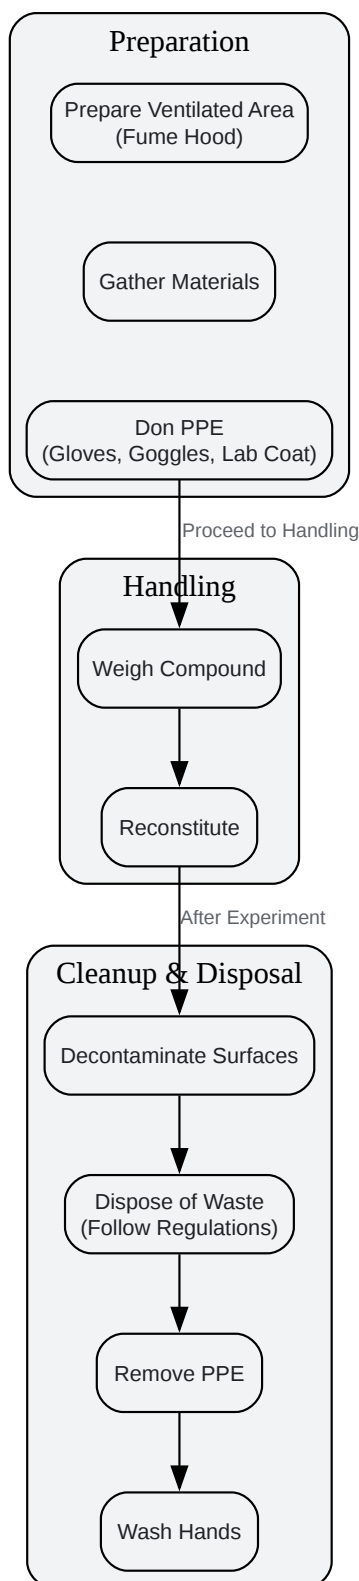 Preparation
Prepare Ventilated Area
(Fume Hood)
Gather Materials
Don PPE
(Gloves, Goggles, Lab Coat)
Proceed to Handling
Handling
Weigh Compound
Reconstitute
After Experiment
Cleanup & Disposal
Decontaminate Surfaces
Dispose of Waste
(Follow Regulations)
Remove PPE
Wash Hands